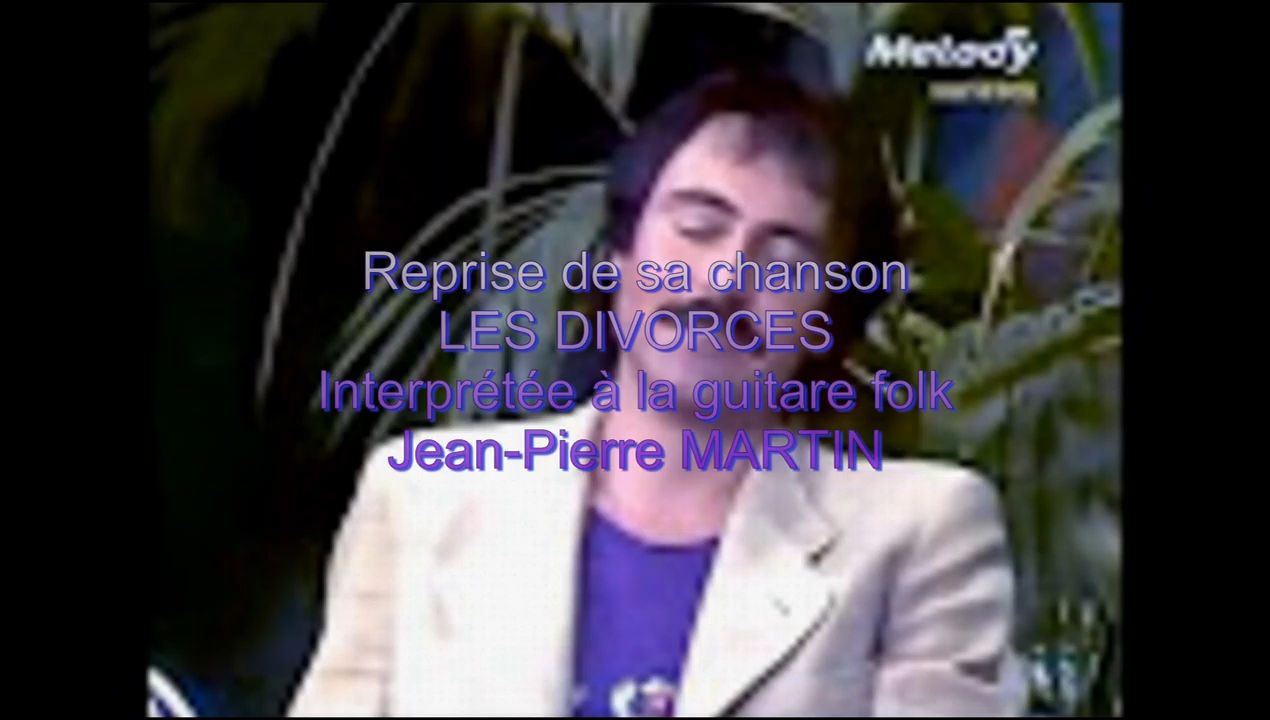 Melody
Reprise de sa chanson
LES DIVORCES
Interprétée à la guitare folk
Jean-Pierre MARTIN